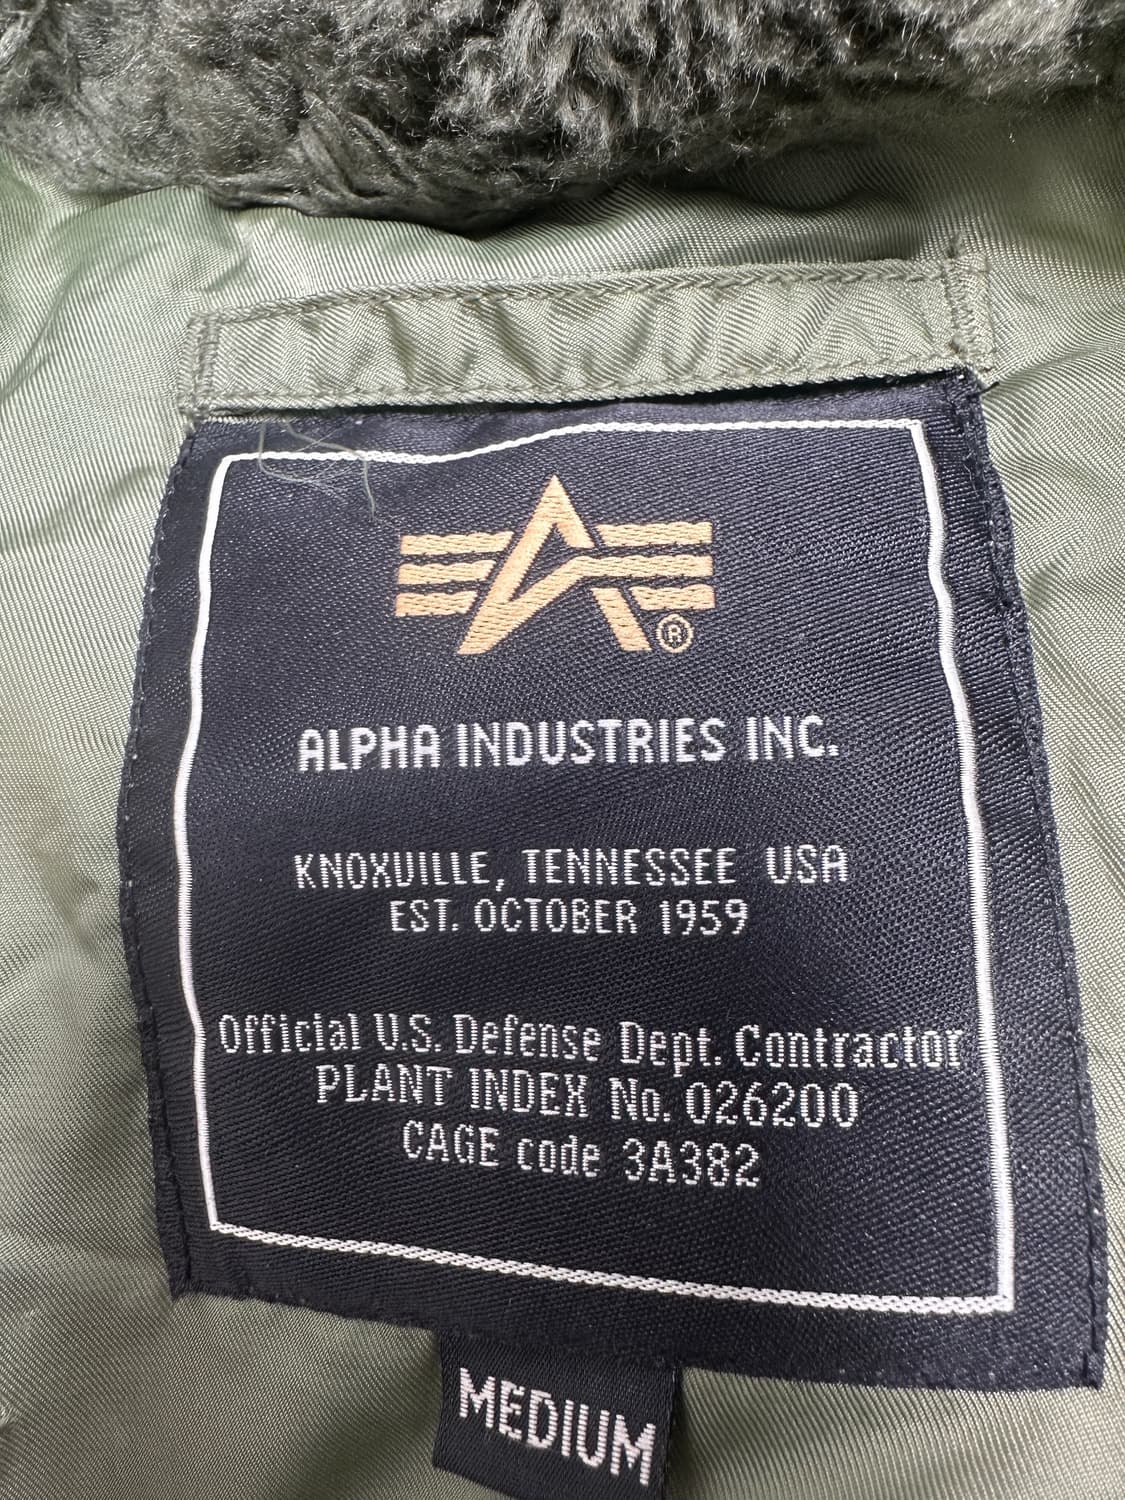 ®
ALPHA INDUSTRIES INC.
KNOXVILLE, TENNESSEE USA
EST. OCTOBER 1959
Official U.S. Defense Dept. Contractor
PLANT INDEX No. 026200
CAGE code 3A382
MEDIUM